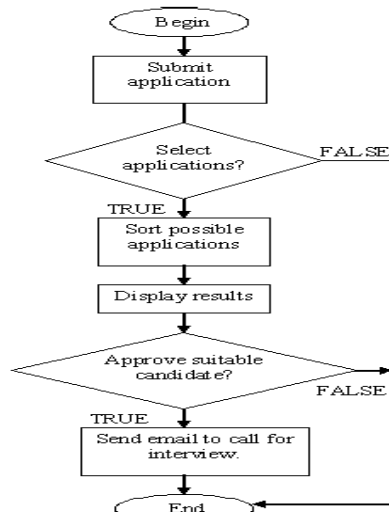 Begin
Submit
application
Select
applications?
FALSE
TRUE
Sort possible
applications
Display results
Approve suitable
candidate?
FALSE
TRUE
Send email to call for
interview.
End